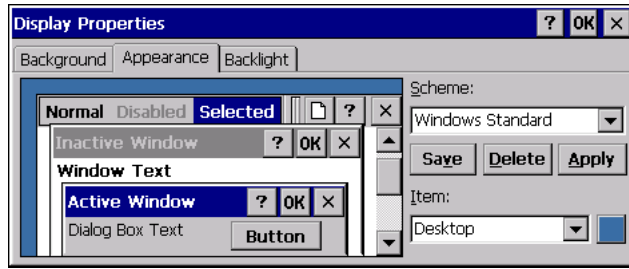 Display Properties ? OK ×
Background Appearance Backlight
Normal Disabled Selected ? ×
Inactive Window ? OK ×
Window Text
Active Window ? OK ×
Dialog Box Text Button
Scheme:
Windows Standard
Save Delete Apply
Item:
Desktop